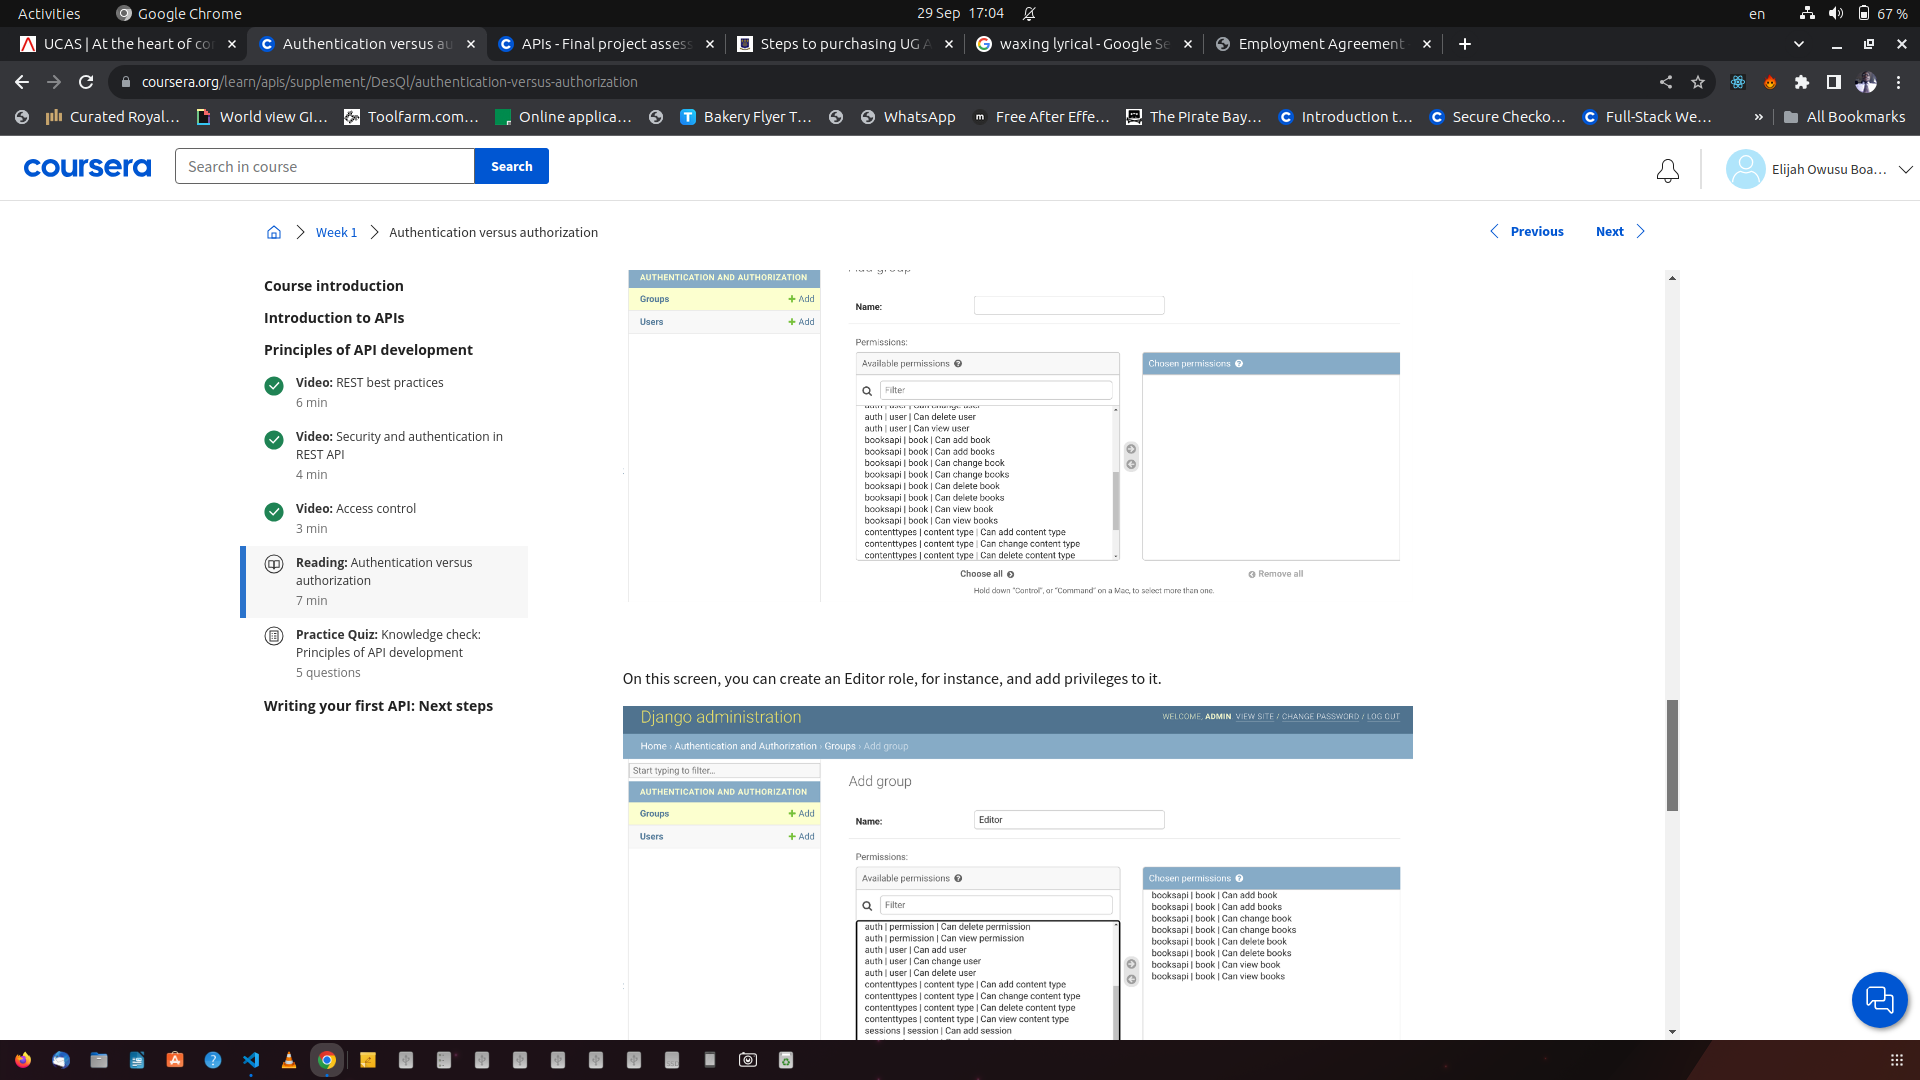 Activities
Google Chrome
29 Sep 17:04
en
67 %
UCAS | At the heart of co
Authentication versus au
APIs - Final project assess
Steps to purchasing UG A
waxing lyrical - Google Se
Employment Agreement
coursera.org/learn/apis/supplement/DesQl/authentication-versus-authorization
Curated Royal...
World view GI...
Toolfarm.com...
Online applica...
Bakery Flyer T...
WhatsApp
Free After Effe...
The Pirate Bay...
Introduction t...
Secure Checko...
Full-Stack We...
»
All Bookmarks
coursera
Search in course
Search
Elijah Owusu Boa...
Week 1
Authentication versus authorization
Previous
Next
Course introduction
Introduction to APIs
Principles of API development
Video: REST best practices
6 min
Video: Security and authentication in
REST API
4 min
Video: Access control
3 min
Reading: Authentication versus
authorization
7 min
Practice Quiz: Knowledge check:
Principles of API development
5 questions
Writing your first API: Next steps
AUTHENTICATION AND AUTHORIZATION
Groups
+ Add
Users
+ Add
Add group
Name:
Permissions:
Available permissions
Filter
auth | user | Can change user
auth | user | Can delete user
auth | user | Can view user
booksapi | book | Can add book
booksapi | book | Can add books
booksapi | book | Can change book
booksapi | book | Can change books
booksapi | book | Can delete book
booksapi | book | Can delete books
booksapi | book | Can view book
booksapi | book | Can view books
contenttypes | content type | Can add content type
contenttypes | content type | Can change content type
contenttypes | content type | Can delete content type
Choose all
Chosen permissions
Remove all
Hold down "Control", or "Command" on a Mac, to select more than one.
On this screen, you can create an Editor role, for instance, and add privileges to it.
Django administration
WELCOME, ADMIN. VIEW SITE / CHANGE PASSWORD / LOG OUT
Home › Authentication and Authorization › Groups › Add group
Start typing to filter...
AUTHENTICATION AND AUTHORIZATION
Groups
+ Add
Users
+ Add
Add group
Name:
Editor
Permissions:
Available permissions
Filter
auth | permission | Can delete permission
auth | permission | Can view permission
auth | user | Can add user
auth | user | Can change user
auth | user | Can delete user
contenttypes | content type | Can add content type
contenttypes | content type | Can change content type
contenttypes | content type | Can delete content type
contenttypes | content type | Can view content type
sessions | session | Can add session
Chosen permissions
booksapi | book | Can add book
booksapi | book | Can add books
booksapi | book | Can change book
booksapi | book | Can change books
booksapi | book | Can delete book
booksapi | book | Can delete books
booksapi | book | Can view book
booksapi | book | Can view books